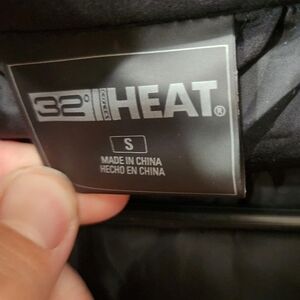 32° HEAT®
S
MADE IN CHINA
HECHO EN CHINA